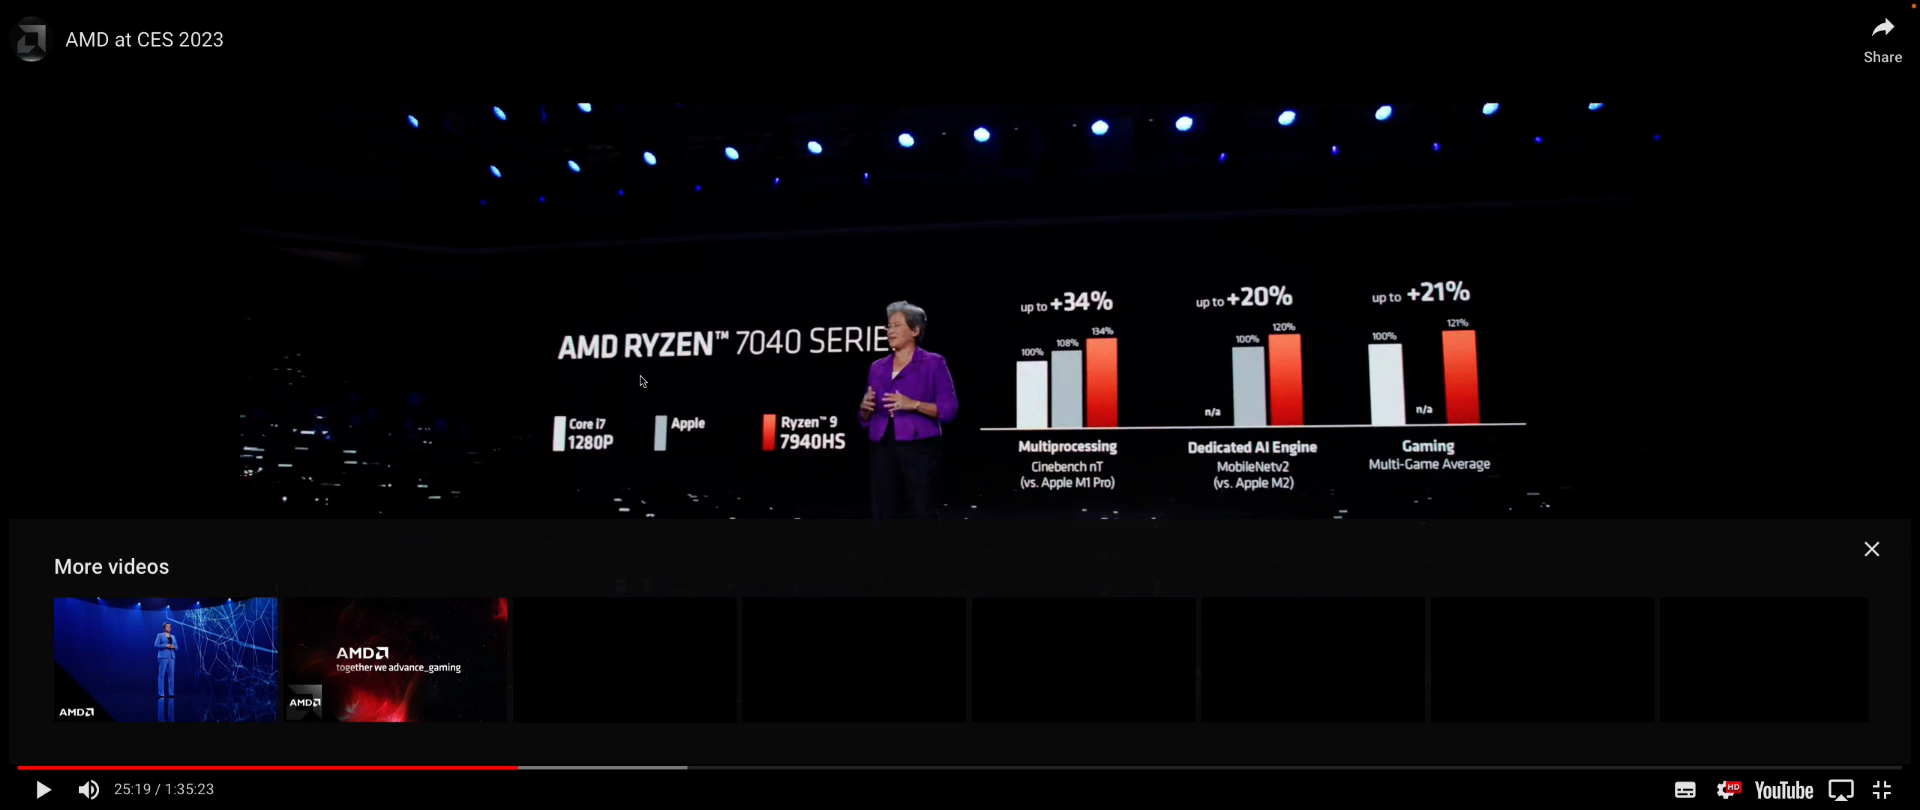 AMD at CES 2023
Share
AMD RYZEN™ 7040 SERIE
Core i7
1280P
Apple
Ryzen™ 9
7940HS
up to +34%
100%
108%
134%
Multiprocessing
Cinebench nT
(vs. Apple M1 Pro)
up to +20%
n/a
100%
120%
Dedicated AI Engine
MobileNetv2
(vs. Apple M2)
up to +21%
100%
n/a
121%
Gaming
Multi-Game Average
More videos
AMD
AMD
together we advance_gaming
AMD
25:19 / 1:35:23
HD
YouTube